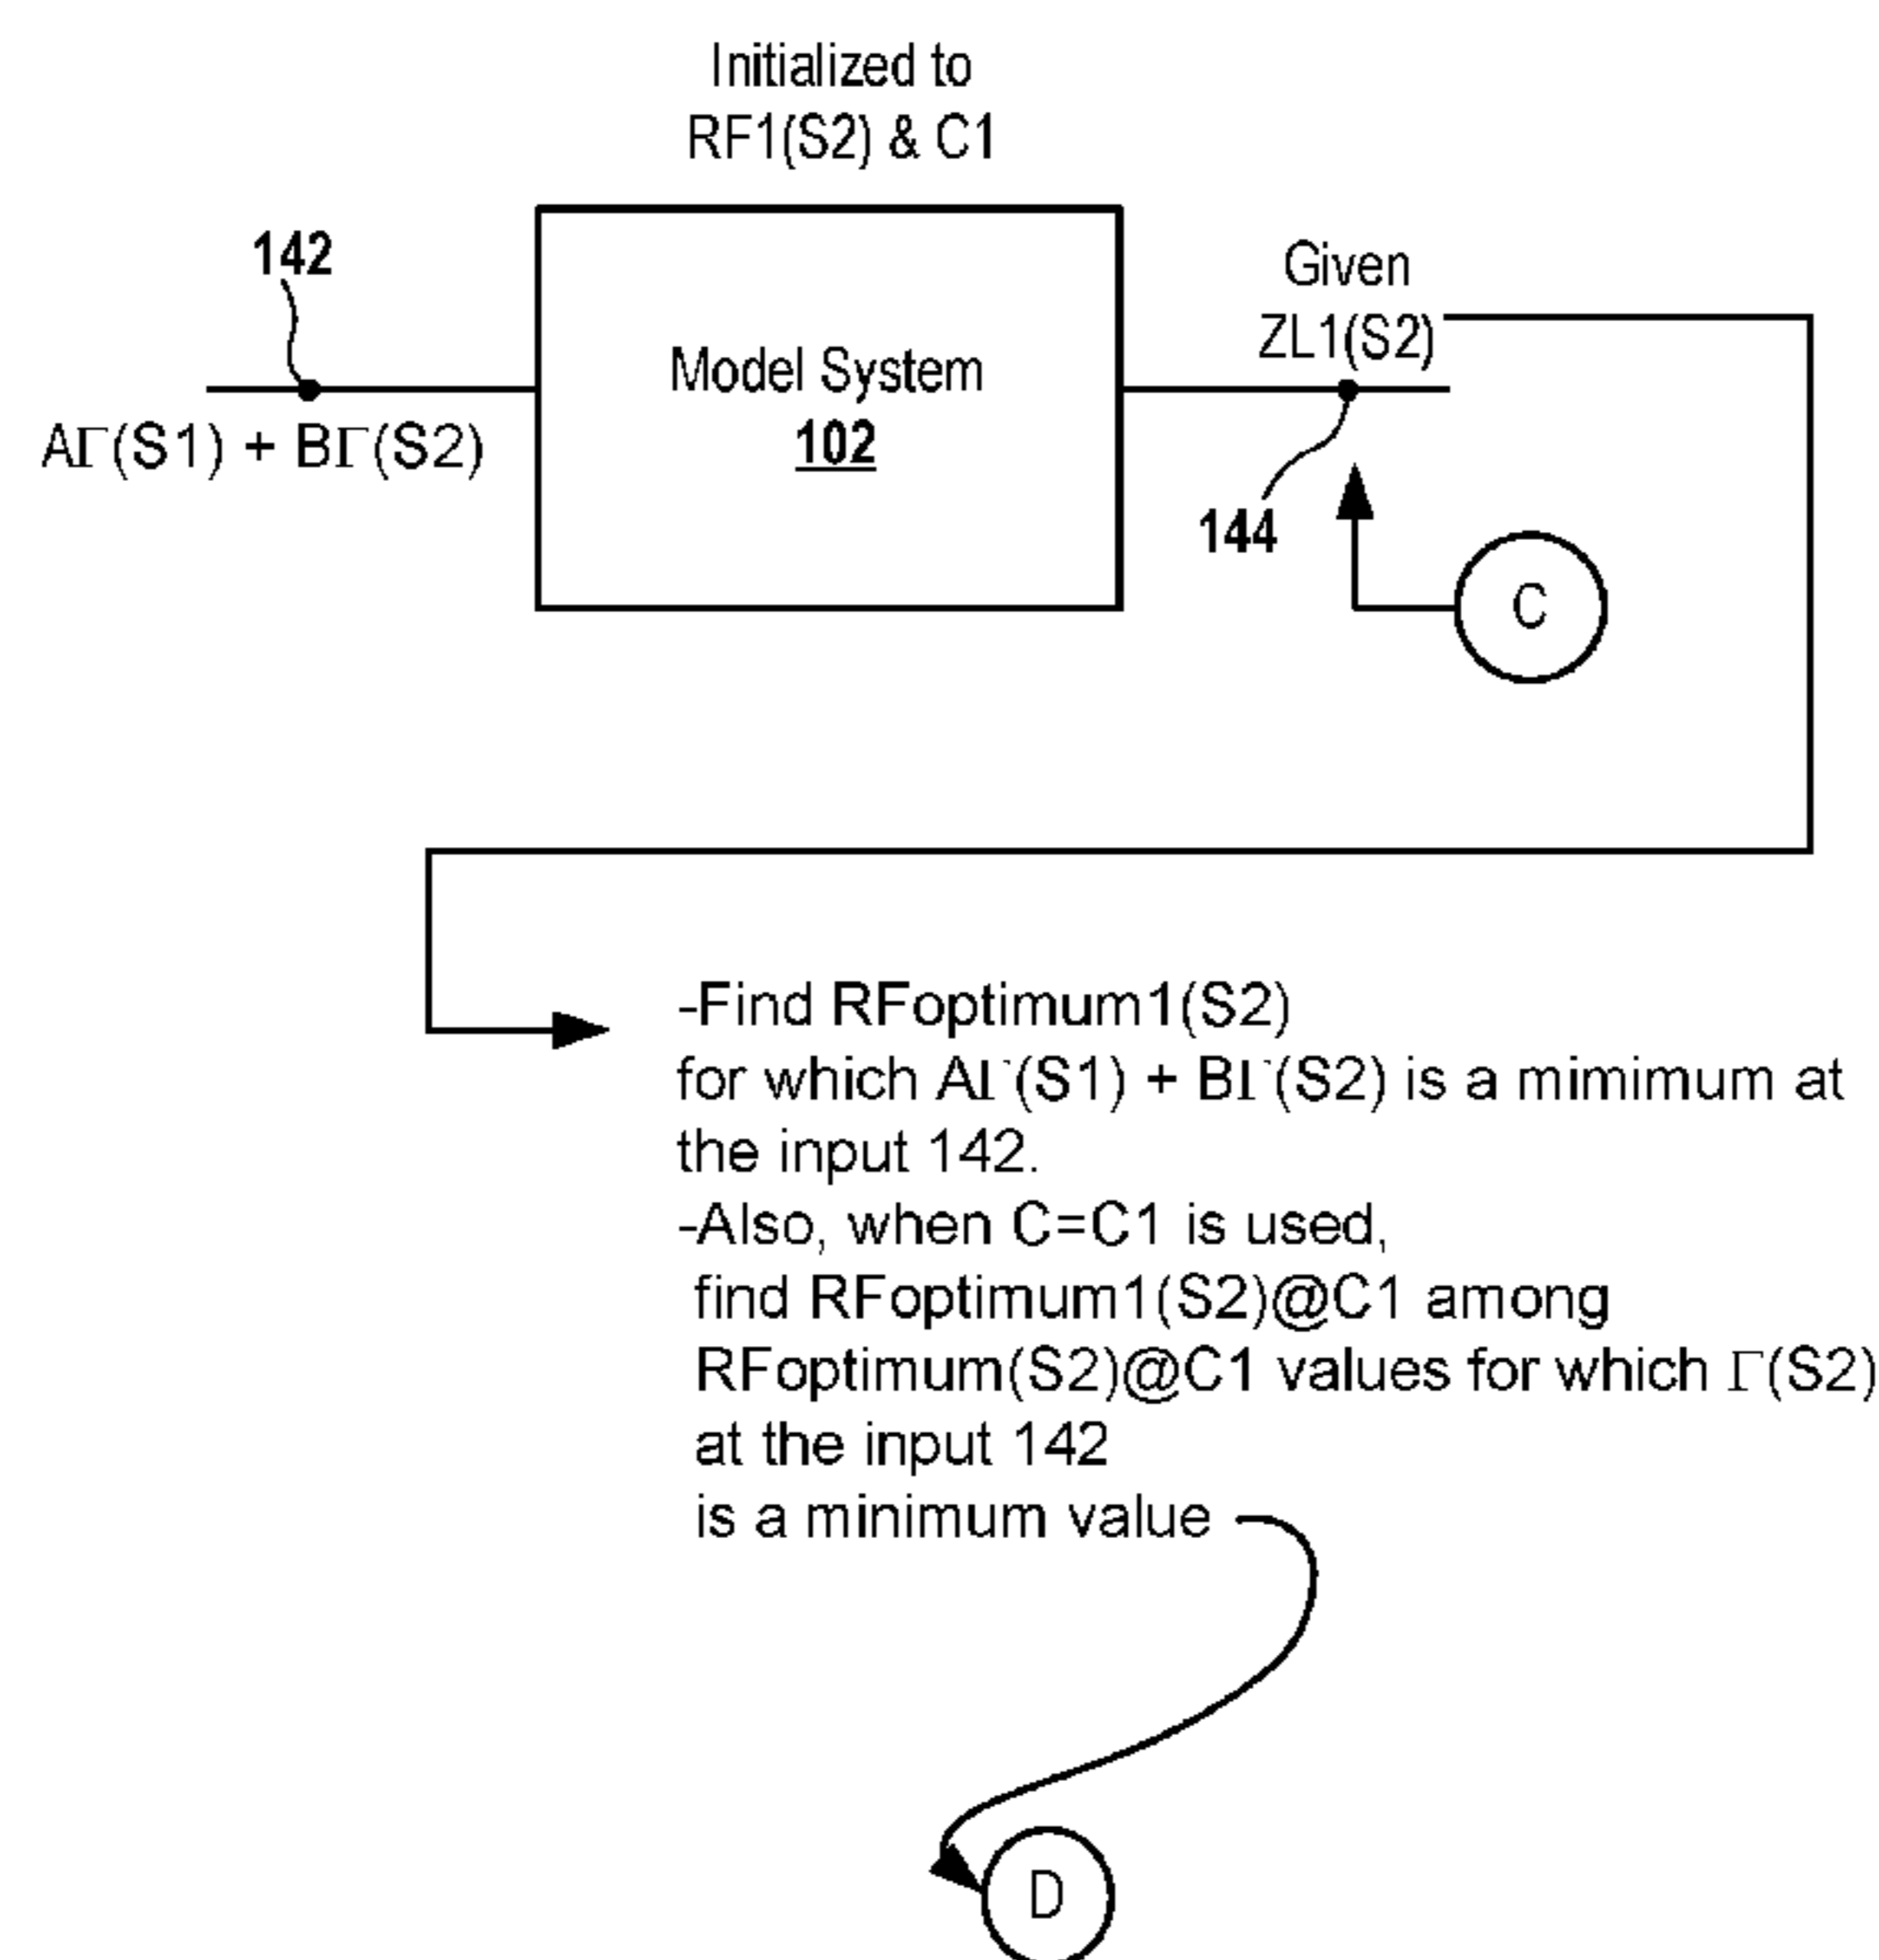 Initialized to
RF1(S2) & C1
142
Given
ZL1(S2)
Model System
102
AΓ(S1) + BΓ(S2)
144
C
-Find RFoptimum1(S2)
for which AΓ(S1) + BΓ(S2) is a mimimum at
the input 142.
-Also, when C=C1 is used,
find RFoptimum1(S2)@C1 among
RFoptimum(S2)@C1 values for which Γ(S2)
at the input 142
is a minimum value
D